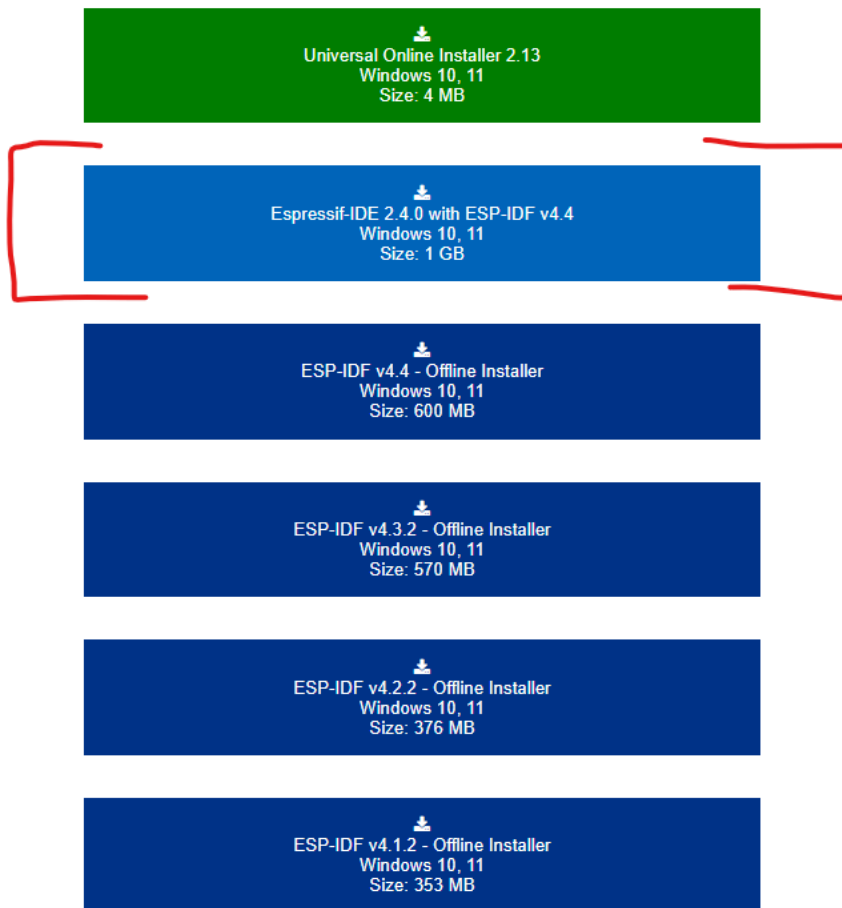 Universal Online Installer 2.13
Windows 10, 11
Size: 4 MB
Espressif-IDE 2.4.0 with ESP-IDF v4.4
Windows 10, 11
Size: 1 GB
ESP-IDF v4.4 - Offline Installer
Windows 10, 11
Size: 600 MB
ESP-IDF v4.3.2 - Offline Installer
Windows 10, 11
Size: 570 MB
ESP-IDF v4.2.2 - Offline Installer
Windows 10, 11
Size: 376 MB
ESP-IDF v4.1.2 - Offline Installer
Windows 10, 11
Size: 353 MB